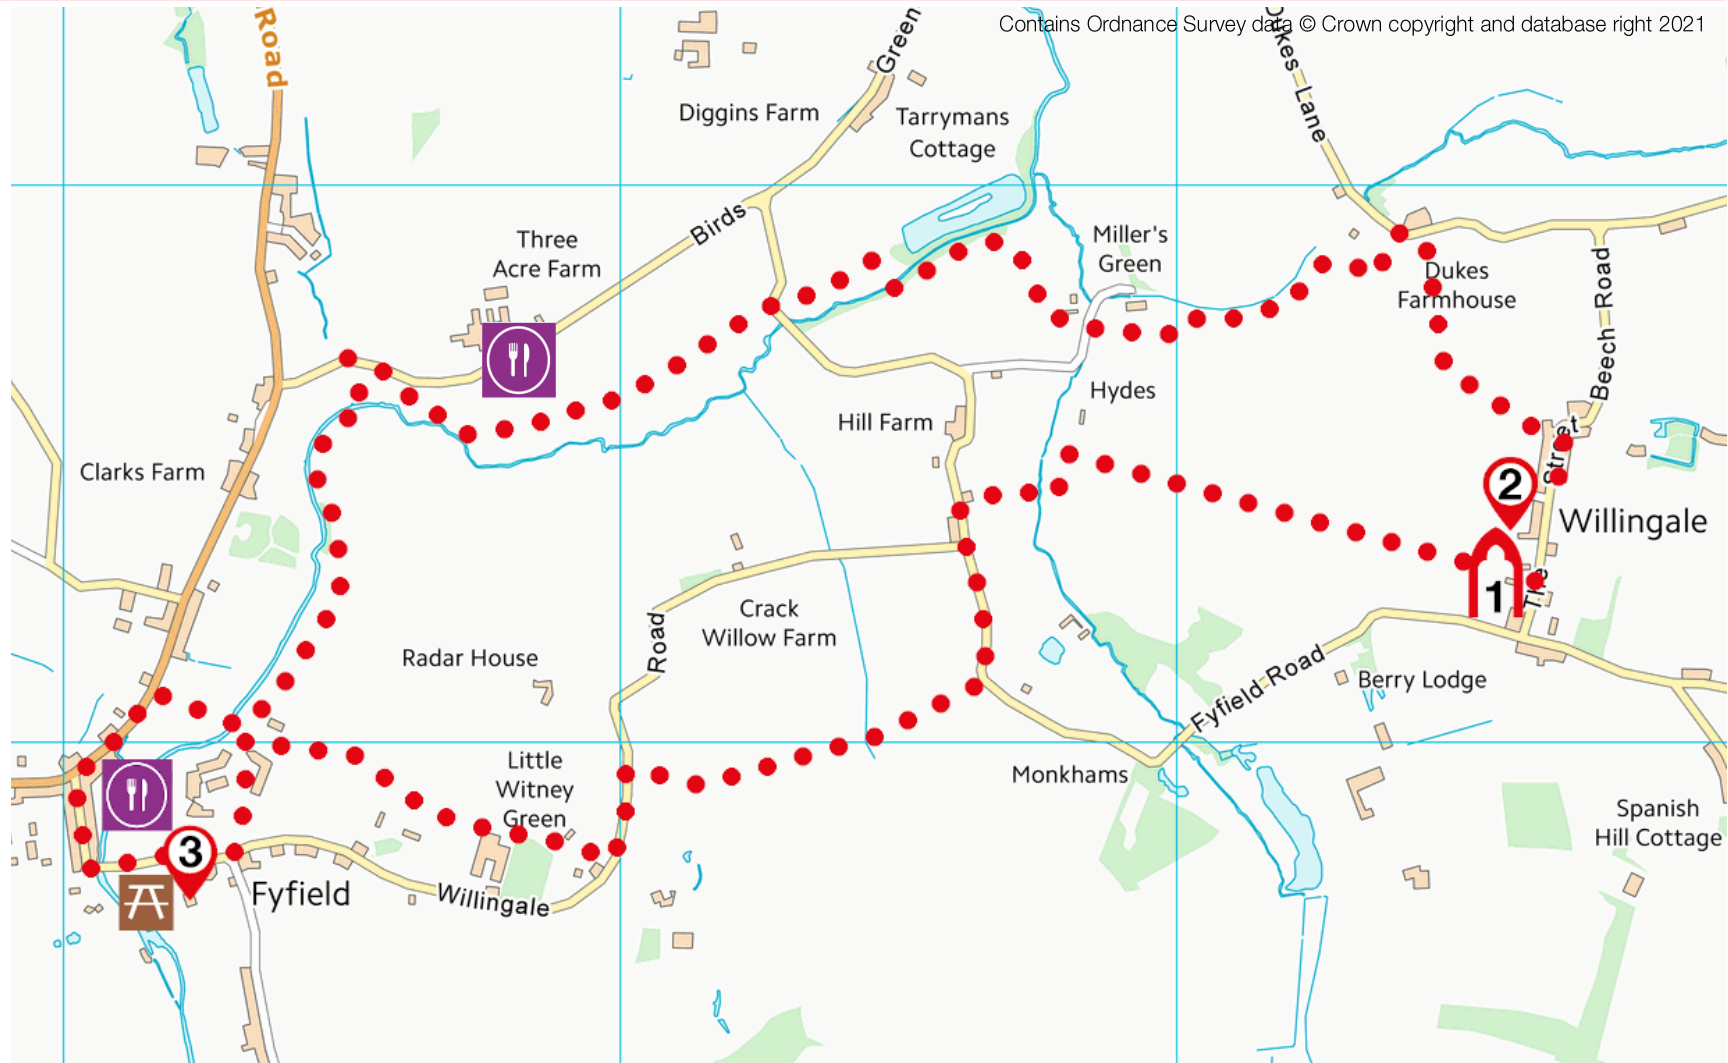 Contains Ordnance Survey data © Crown copyright and database right 2021
Road
Green
Dukes Lane
Diggins Farm
Tarrymans
Cottage
Birds
Three
Acre Farm
Miller's
Green
Dukes
Farmhouse
Beech Road
Hydes
Hill Farm
Clarks Farm
Street
2
Willingale
The
1
Crack
Willow Farm
Road
Radar House
Fyfield Road
Berry Lodge
Little
Witney
Green
Monkhams
Spanish
Hill Cottage
3
Fyfield
Willingale